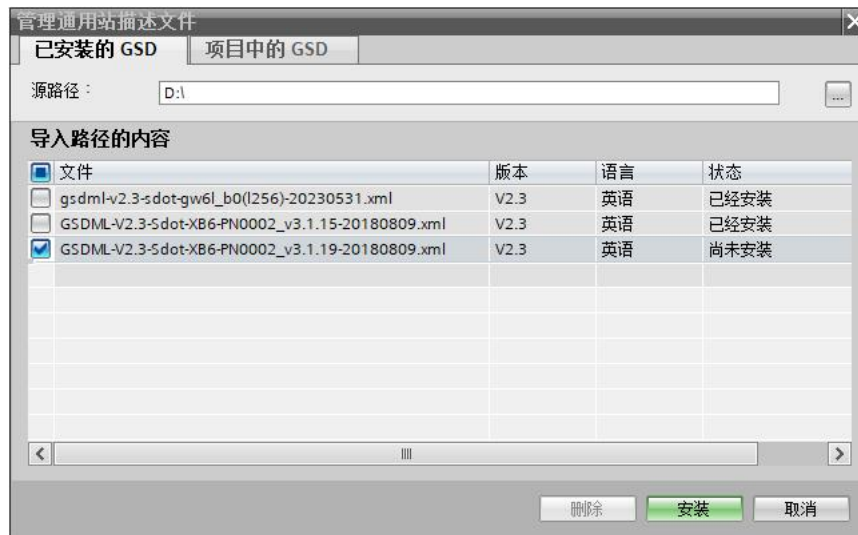 管理通用站描述文件
已安装的 GSD 项目中的 GSD
源路径： D:\ ...
导入路径的内容
文件 版本 语言 状态
gsdml-v2.3-sdot-gw6l_b0(l256)-20230531.xml V2.3 英语 已经安装
GSDML-V2.3-Sdot-XB6-PN0002_v3.1.15-20180809.xml V2.3 英语 已经安装
GSDML-V2.3-Sdot-XB6-PN0002_v3.1.19-20180809.xml V2.3 英语 尚未安装
删除 安装 取消